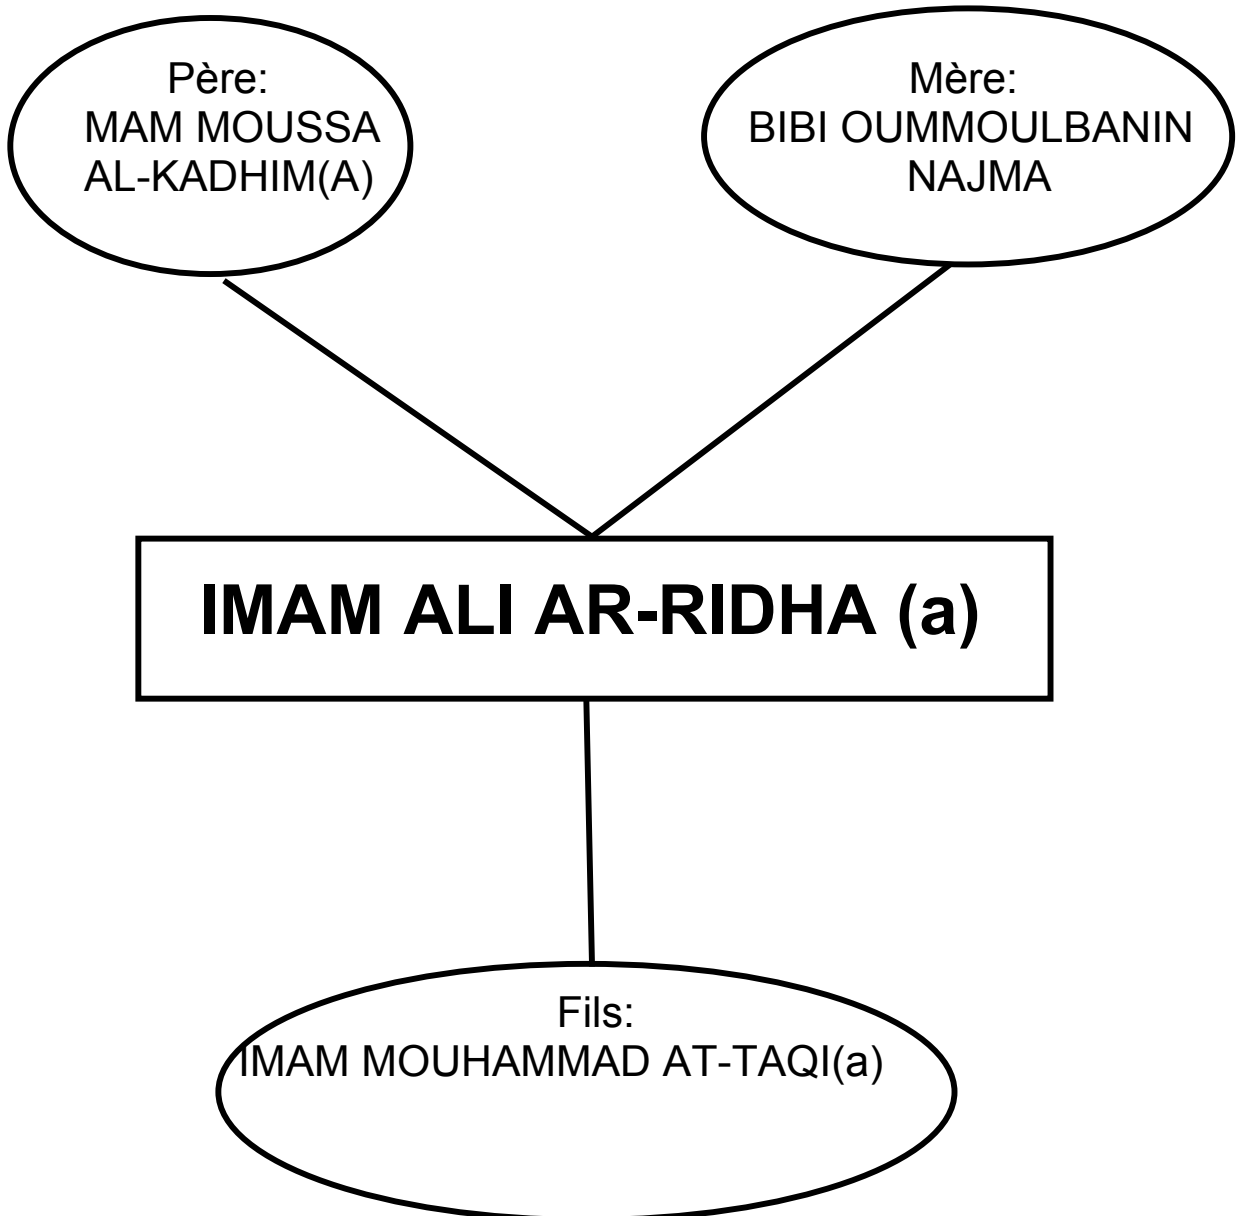 Père:
MAM MOUSSA
AL-KADHIM(A)
Mère:
BIBI OUMMOULBANIN
NAJMA
IMAM ALI AR-RIDHA (a)
Fils:
IMAM MOUHAMMAD AT-TAQI(a)